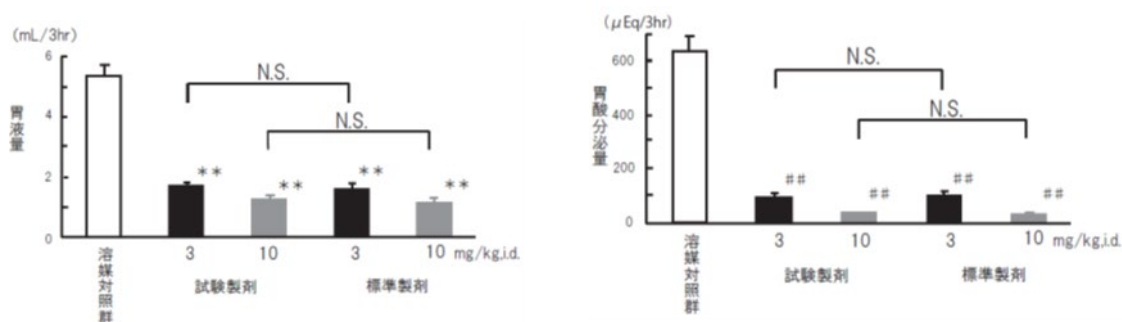 (mL/3hr)
6
4
2
0
胃液量
N.S.
N.S.
**
**
**
**
溶媒対照群
3
10
3
10
mg/kg,i.d.
試験製剤
標準製剤
(μEq/3hr)
600
400
200
0
胃酸分泌量
N.S.
N.S.
##
##
##
##
溶媒対照群
3
10
3
10
mg/kg,i.d.
試験製剤
標準製剤